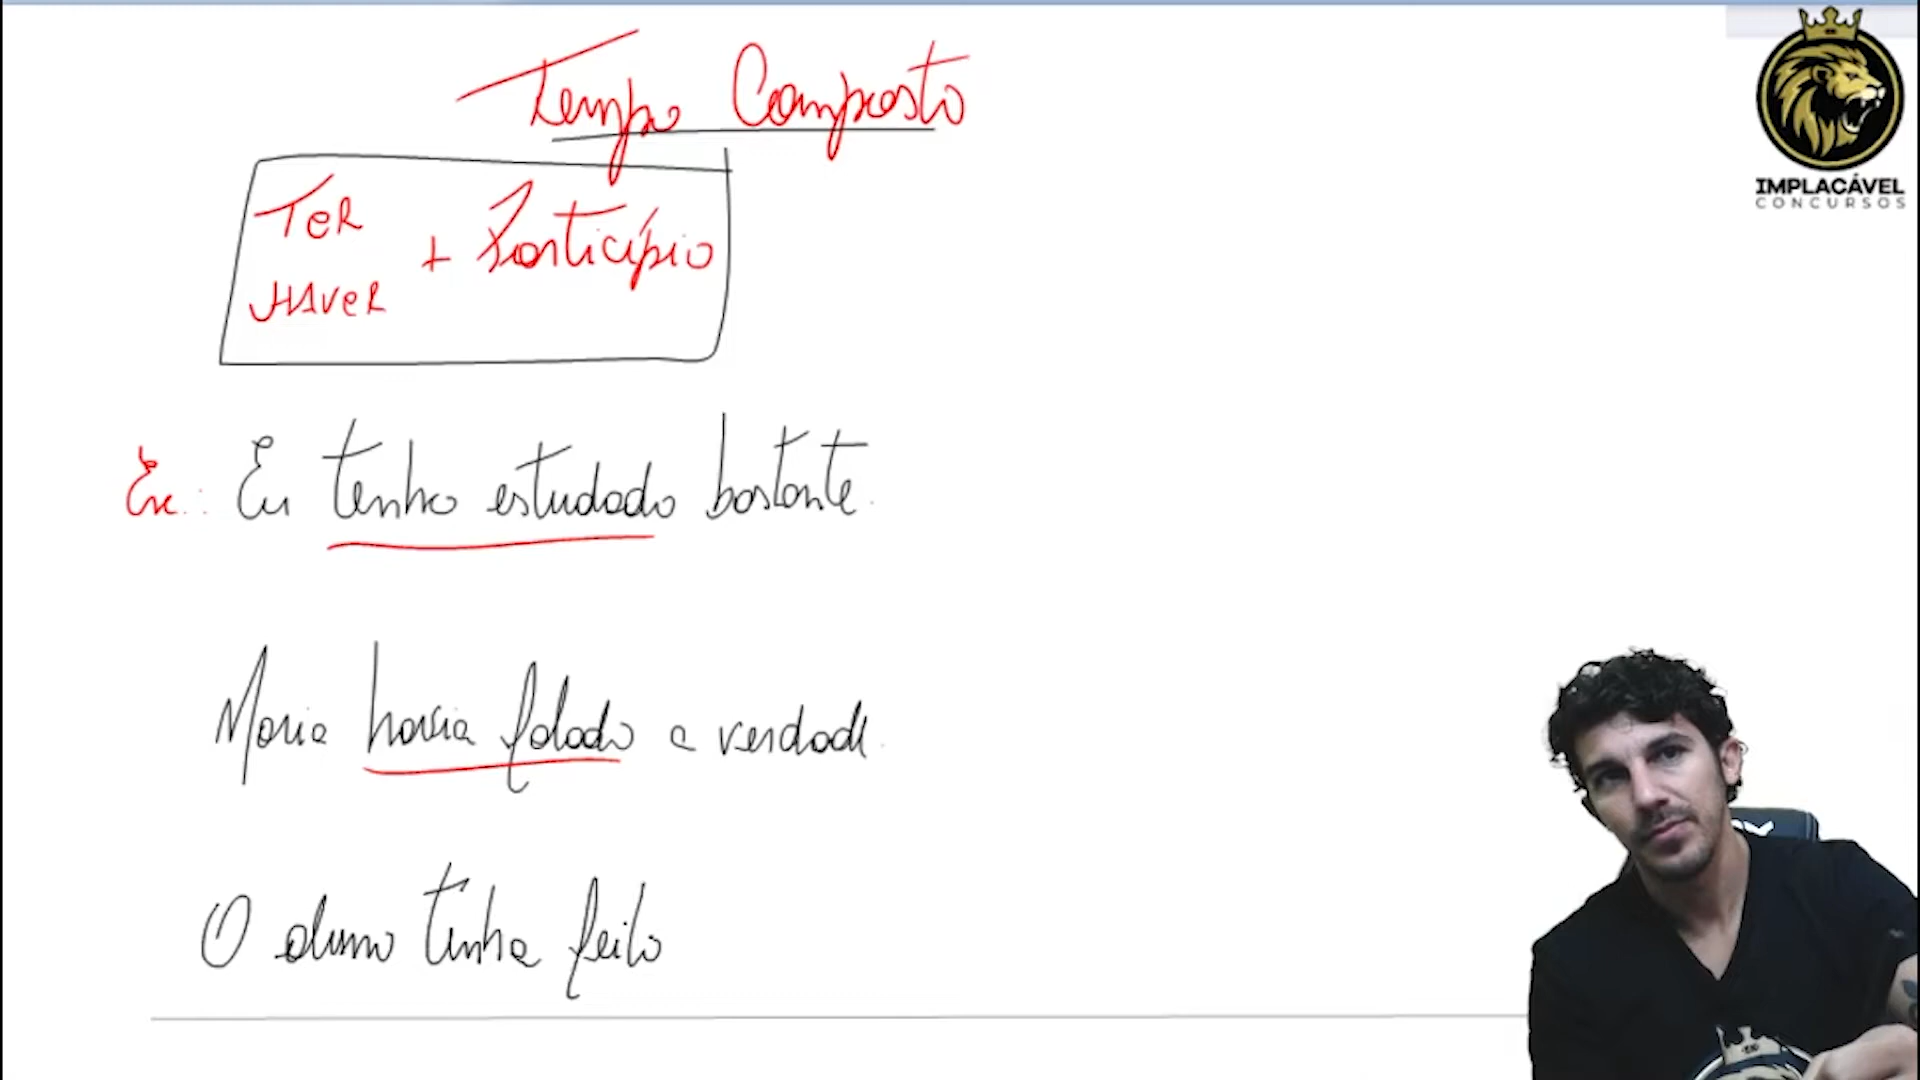 Tempo Composto
TER
HAVER
+ Particípio
Ex.: Eu tenho estudado bastante.
Maria havia falado a verdade.
O aluno tinha feito
IMPLACÁVEL
CONCURSOS